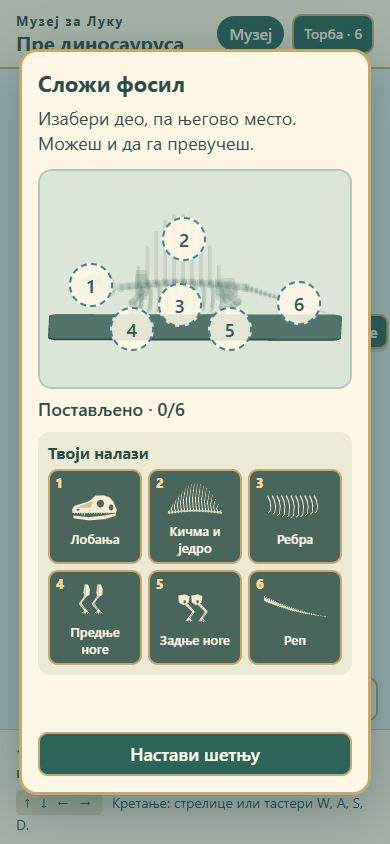 Музеј за Луку
Пре диносауруса
Музеј
Торба · 6
Сложи фосил
Изабери део, па његово место.
Можеш и да га превучеш.
2
1
3
6
4
5
Постављено · 0/6
Твоји налази
1
Лобања
2
Кичма и
једро
3
Ребра
4
Предње
ноге
5
Задње ноге
6
Реп
Настави шетњу
↑ ↓ ← → Кретање: стрелице или тастери W, A, S,
D.